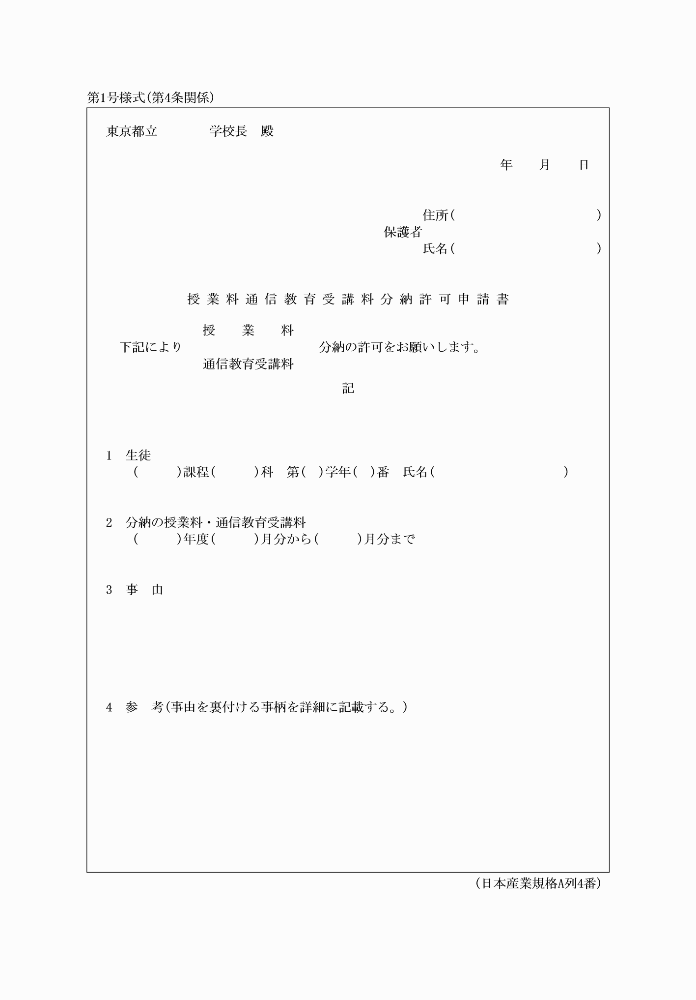 第1号様式(第4条関係)
東京都立　　　　学校長　殿
年　　月　　日
住所(　　　　　　　　　　　)
保護者
氏名(　　　　　　　　　　　)
授業料通信教育受講料分納許可申請書
授　　業　　料
下記により　　　　　　　　　　分納の許可をお願いします。
通信教育受講料
記
1　生徒
(　　　)課程(　　　)科　第(　)学年(　)番　氏名(　　　　　　　　　　)
2　分納の授業料・通信教育受講料
(　　　)年度(　　　)月分から(　　　)月分まで
3　事　由
4　参　考(事由を裏付ける事柄を詳細に記載する。)
(日本産業規格A列4番)